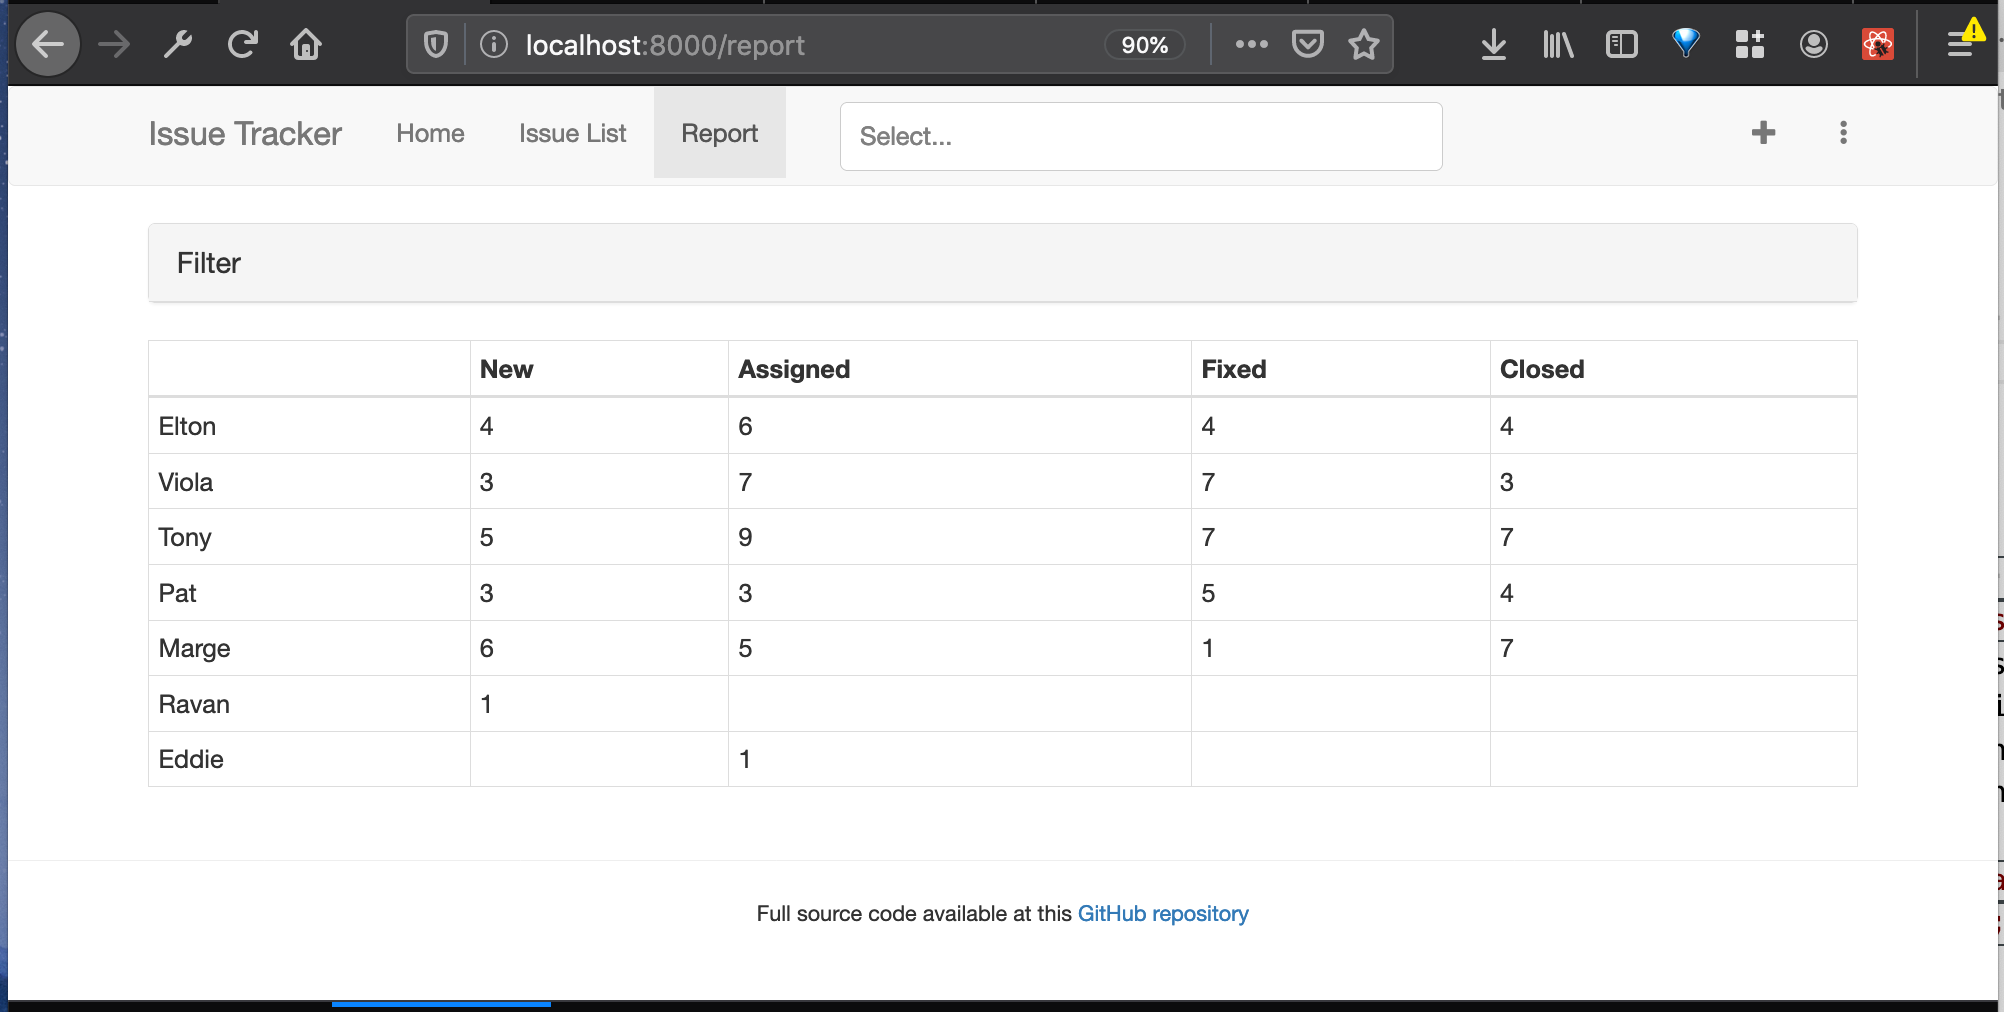 localhost:8000/report 90%
Issue Tracker Home Issue List Report Select...
Filter
New Assigned Fixed Closed
Elton 4 6 4 4
Viola 3 7 7 3
Tony 5 9 7 7
Pat 3 3 5 4
Marge 6 5 1 7
Ravan 1
Eddie 1
Full source code available at this GitHub repository